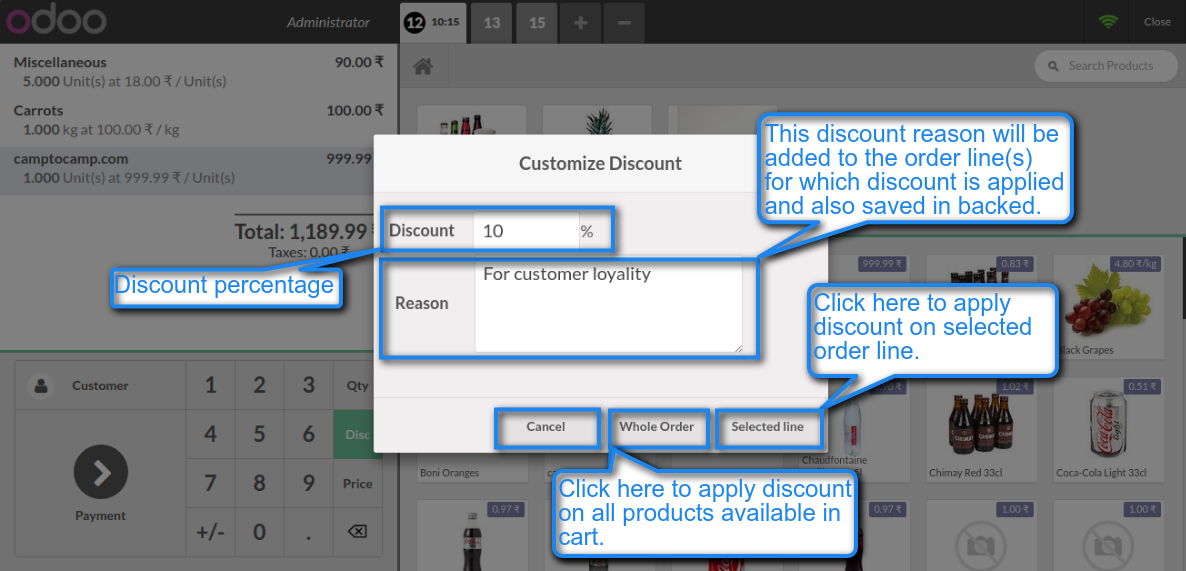 odoo
Administrator
12 10:15
13
15
+
−
Close
Miscellaneous 90.00 ₹
5.000 Unit(s) at 18.00 ₹ / Unit(s)
Carrots 100.00 ₹
1.000 kg at 100.00 ₹ / kg
camptocamp.com 999.99
1.000 Unit(s) at 999.99 ₹ / Unit(s)
Total: 1,189.99 ₹
Taxes: 0.00 ₹
Search Products
Customize Discount
Discount 10 %
Reason For customer loyality
Cancel
Whole Order
Selected line
This discount reason will be
added to the order line(s)
for which discount is applied
and also saved in backed.
Discount percentage
Click here to apply
discount on selected
order line.
Click here to apply discount
on all products available in
cart.
Customer
Payment
1 2 3 Qty
4 5 6 Disc
7 8 9 Price
+/- 0 .
999.99 ₹
0.83 ₹
4.80 ₹/kg
Black Grapes
1.02 ₹
0.51 ₹
Boni Oranges
Chaudfontaine
Chimay Red 33cl
Coca-Cola Light 33cl
0.97 ₹
0.97 ₹
1.00 ₹
1.00 ₹